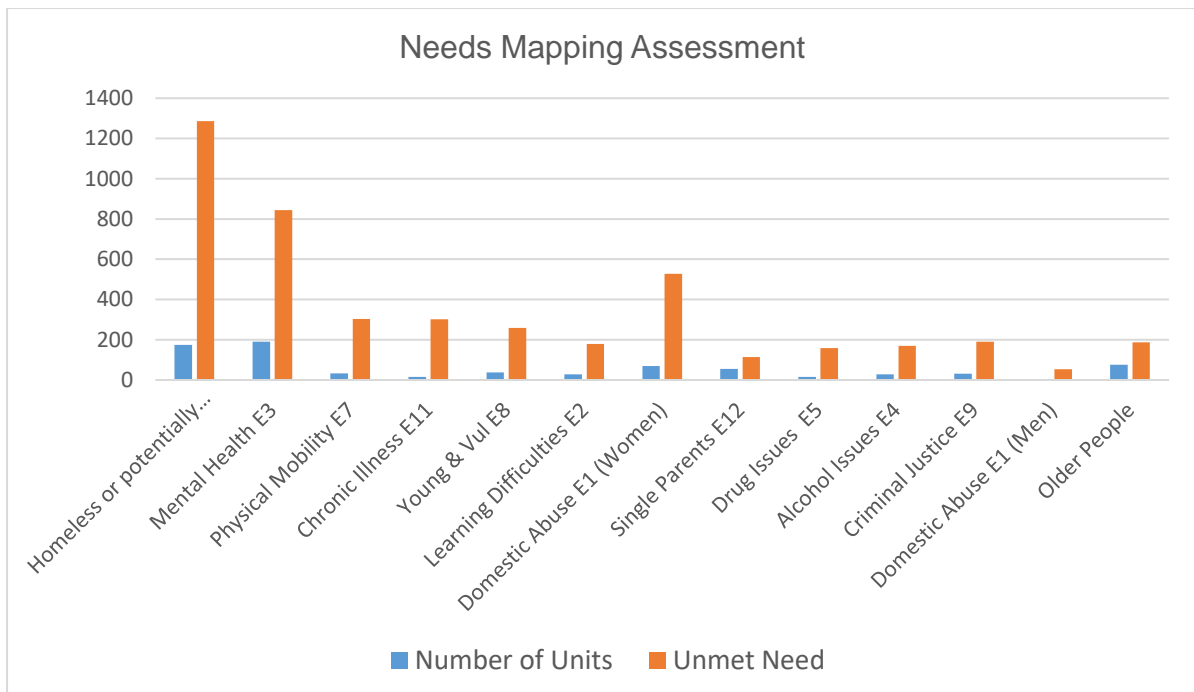 Needs Mapping Assessment
1400
1200
1000
800
600
400
200
0
Homeless or potentially...
Mental Health E3
Physical Mobility E7
Chronic Illness E11
Young & Vul E8
Learning Difficulties E2
Domestic Abuse E1 (Women)
Single Parents E12
Drug Issues  E5
Alcohol Issues E4
Criminal Justice E9
Domestic Abuse E1 (Men)
Older People
Number of Units
Unmet Need